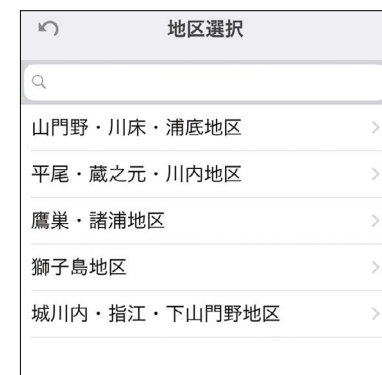 地区選択
山門野・川床・浦底地区
平尾・蔵之元・川内地区
鷹巣・諸浦地区
獅子島地区
城川内・指江・下山門野地区